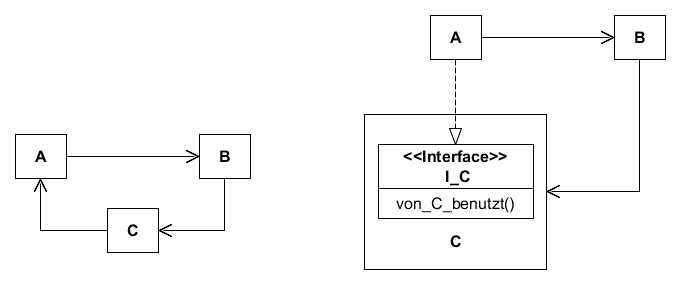 A
B
C
A
B
<<Interface>>
I_C
von_C_benutzt()
C